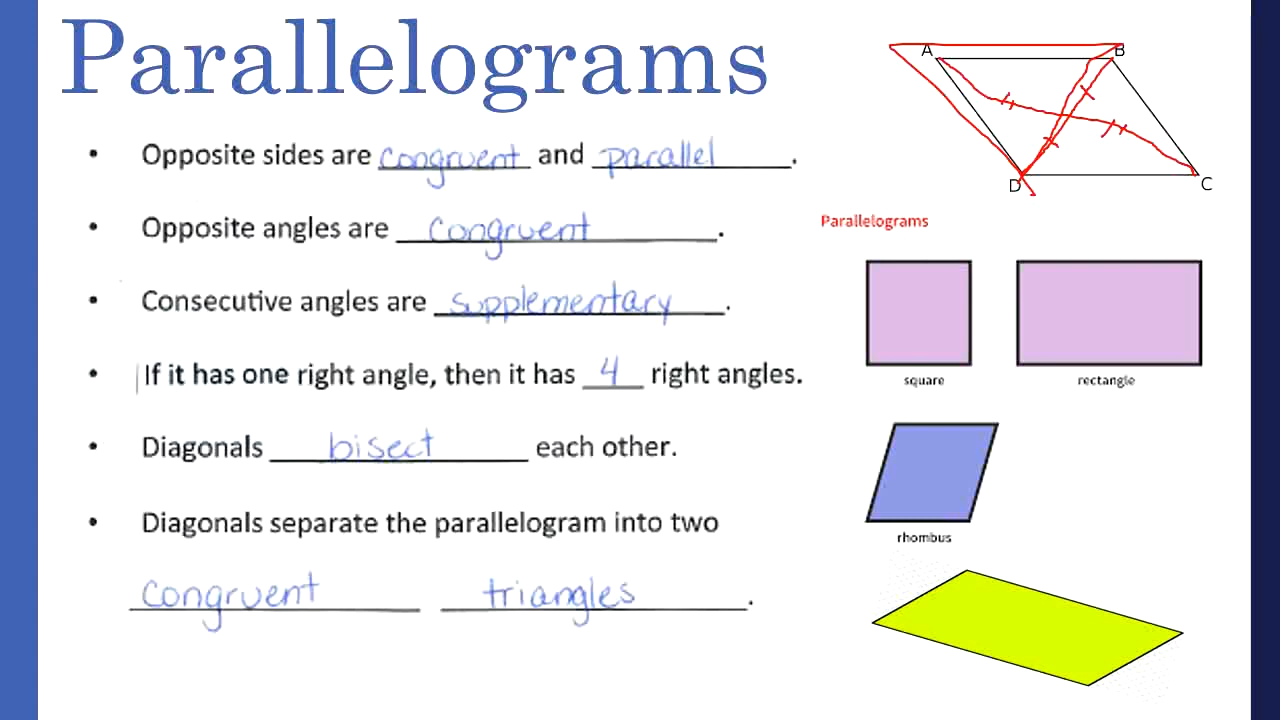 Parallelograms
• Opposite sides are congruent and parallel.
• Opposite angles are congruent.
• Consecutive angles are supplementary.
• If it has one right angle, then it has 4 right angles.
• Diagonals bisect each other.
• Diagonals separate the parallelogram into two
congruent triangles.
A B
D C
Parallelograms
square rectangle
rhombus